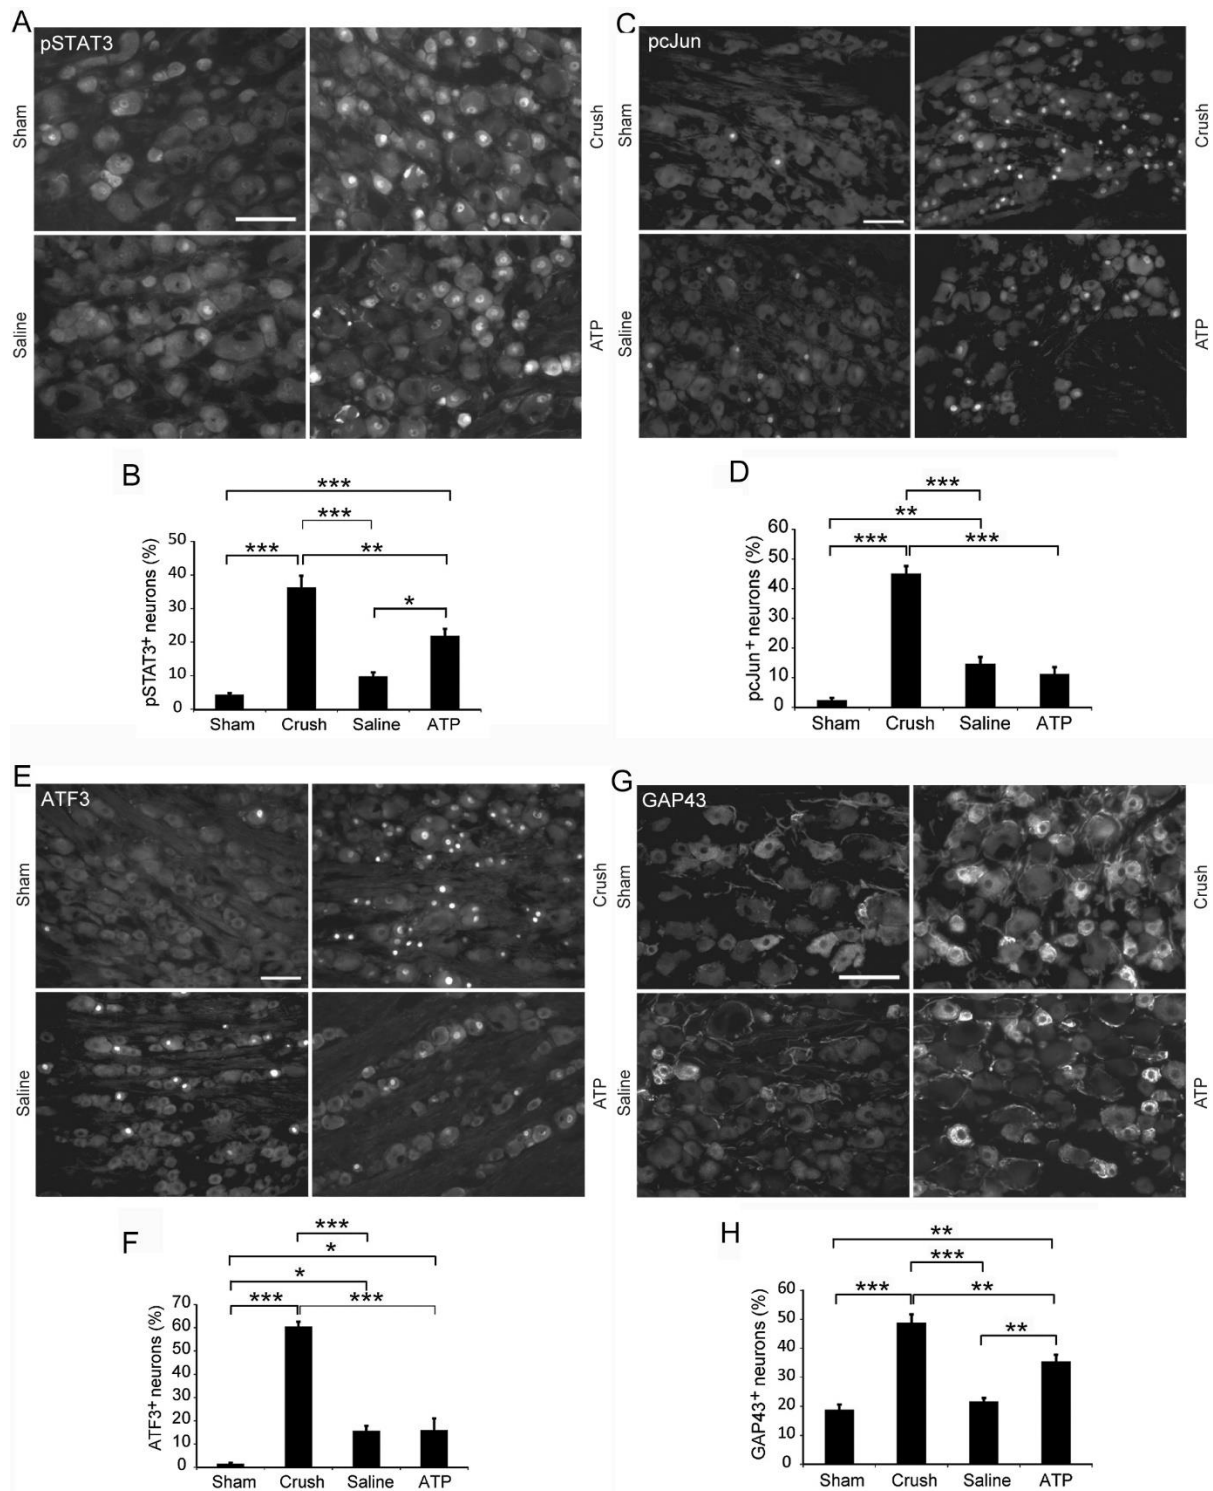 A
pSTAT3
Sham
Crush
Saline
ATP
C
pcJun
Sham
Crush
Saline
ATP
B
***
***
***
**
*
pSTAT3+ neurons (%)
50
40
30
20
10
0
Sham Crush Saline ATP
D
***
**
***
***
pcJun+ neurons (%)
60
50
40
30
20
10
0
Sham Crush Saline ATP
E
ATF3
Sham
Crush
Saline
ATP
G
GAP43
Sham
Crush
Saline
ATP
F
***
*
*
***
***
ATF3+ neurons (%)
70
60
50
40
30
20
10
0
Sham Crush Saline ATP
H
**
***
***
**
**
GAP43+ neurons (%)
60
50
40
30
20
10
0
Sham Crush Saline ATP